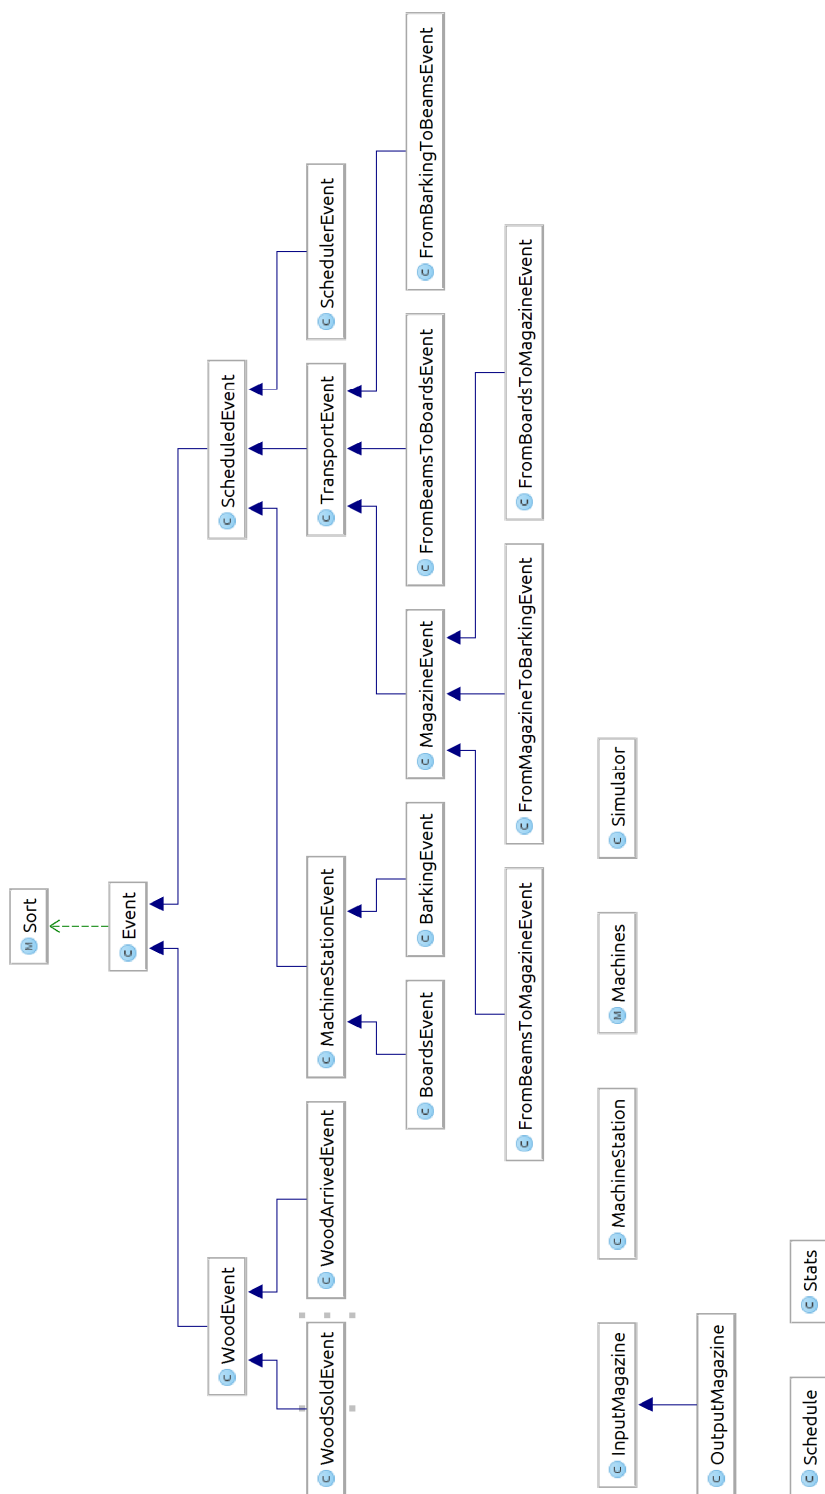 M Sort
C Event
C WoodEvent
C ScheduledEvent
C WoodSoldEvent
C WoodArrivedEvent
C MachineStationEvent
C TransportEvent
C SchedulerEvent
C BoardsEvent
C BarkingEvent
C MagazineEvent
C FromBeamsToBoardsEvent
C FromBarkingToBeamsEvent
C FromBeamsToMagazineEvent
C FromMagazineToBarkingEvent
C FromBoardsToMagazineEvent
C InputMagazine
C MachineStation
M Machines
C Simulator
C OutputMagazine
C Schedule
C Stats